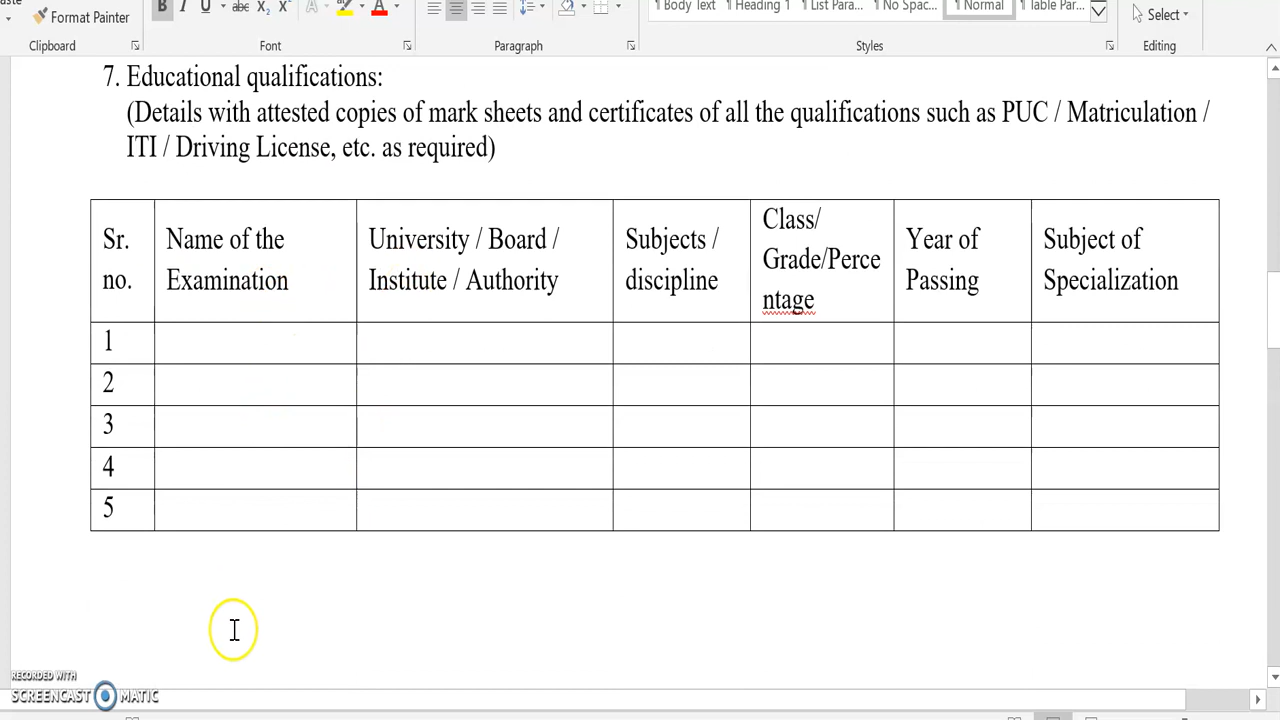 Format Painter
Select
¶ Body Text ¶ Heading 1 ¶ List Para... ¶ No Spac... ¶ Normal ¶ Table Par...
Clipboard Font Paragraph Styles Editing
7. Educational qualifications:
(Details with attested copies of mark sheets and certificates of all the qualifications such as PUC / Matriculation /
ITI / Driving License, etc. as required)
Sr.
no.
Name of the
Examination
University / Board /
Institute / Authority
Subjects /
discipline
Class/
Grade/Perce
ntage
Year of
Passing
Subject of
Specialization
1
2
3
4
5
RECORDED WITH
SCREENCAST MATIC